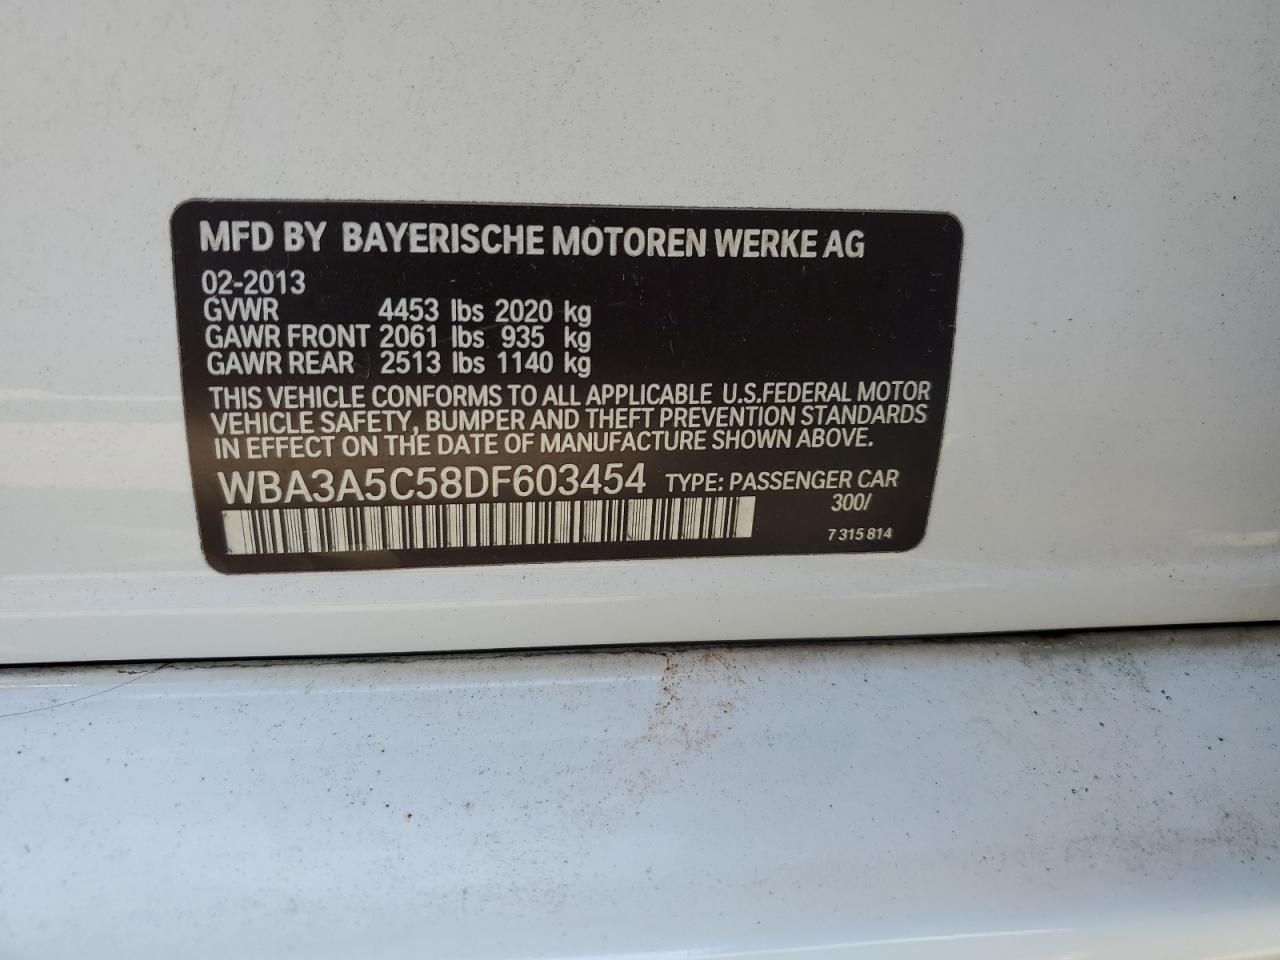 MFD BY BAYERISCHE MOTOREN WERKE AG
02-2013
GVWR 4453 lbs 2020 kg
GAWR FRONT 2061 lbs 935 kg
GAWR REAR 2513 lbs 1140 kg
THIS VEHICLE CONFORMS TO ALL APPLICABLE U.S.FEDERAL MOTOR
VEHICLE SAFETY, BUMPER AND THEFT PREVENTION STANDARDS
IN EFFECT ON THE DATE OF MANUFACTURE SHOWN ABOVE.
WBA3A5C58DF603454 TYPE: PASSENGER CAR
300/
7 315 814